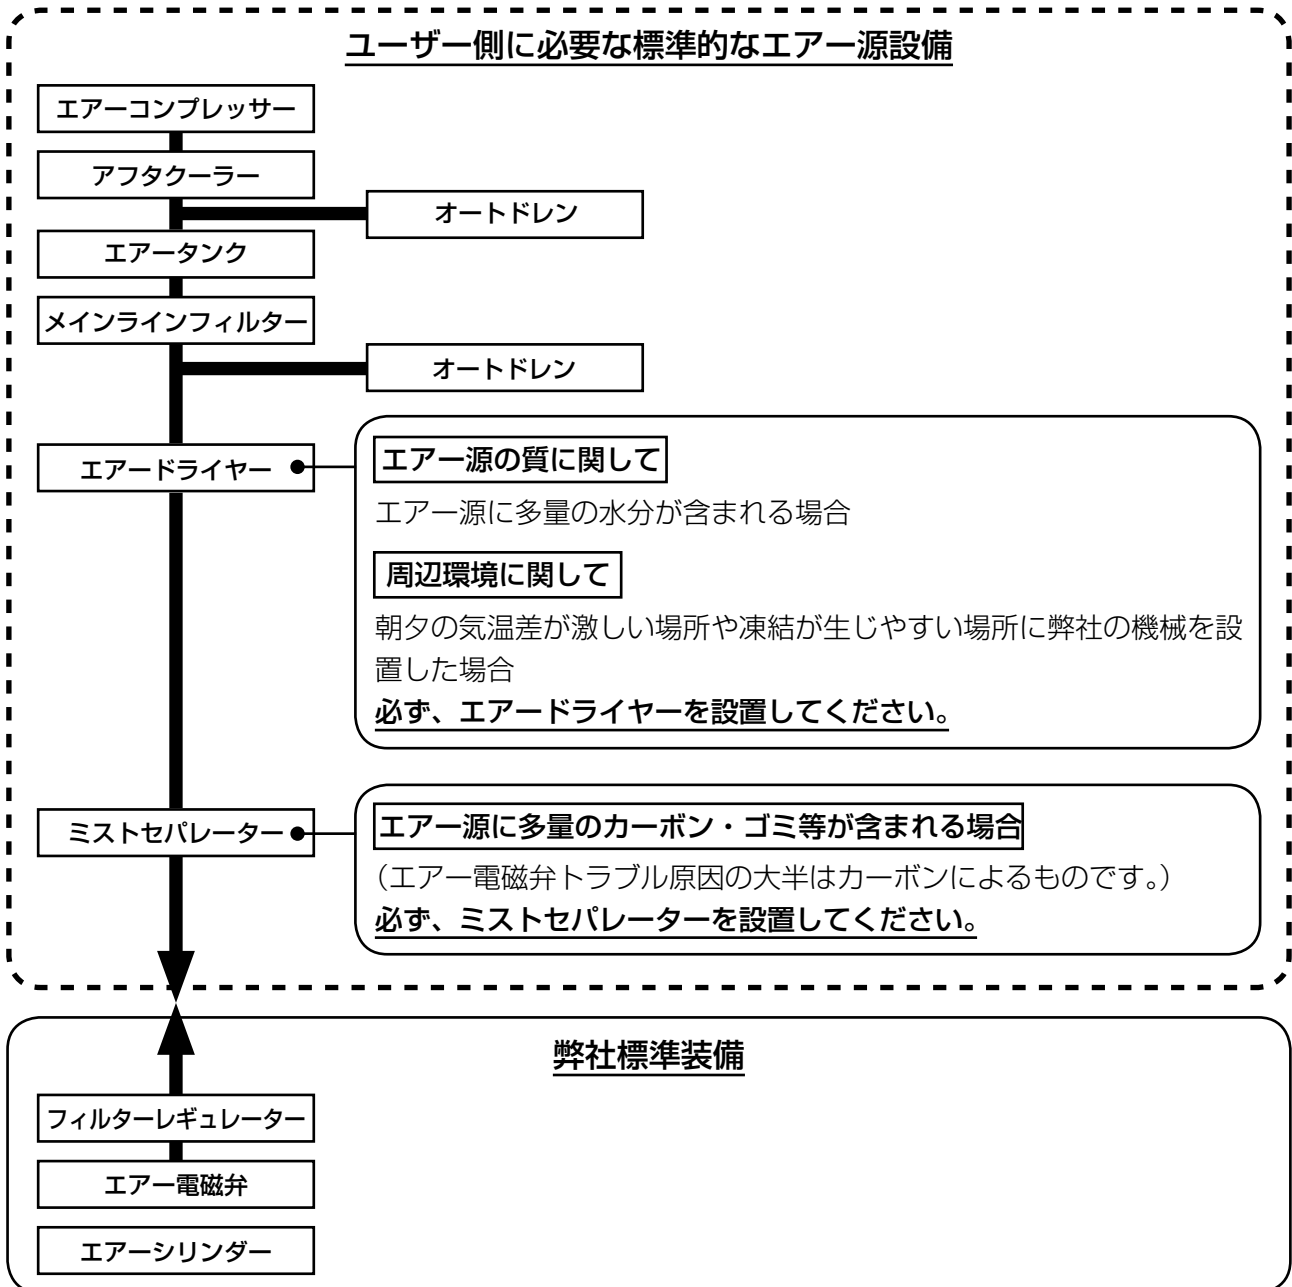 ユーザー側に必要な標準的なエアー源設備
エアーコンプレッサー
アフタクーラー
オートドレン
エアータンク
メインラインフィルター
オートドレン
エアードライヤー
エアー源の質に関して
エアー源に多量の水分が含まれる場合
周辺環境に関して
朝夕の気温差が激しい場所や凍結が生じやすい場所に弊社の機械を設
置した場合
必ず、エアードライヤーを設置してください。
ミストセパレーター
エアー源に多量のカーボン・ゴミ等が含まれる場合
（エアー電磁弁トラブル原因の大半はカーボンによるものです。）
必ず、ミストセパレーターを設置してください。
弊社標準装備
フィルターレギュレーター
エアー電磁弁
エアーシリンダー